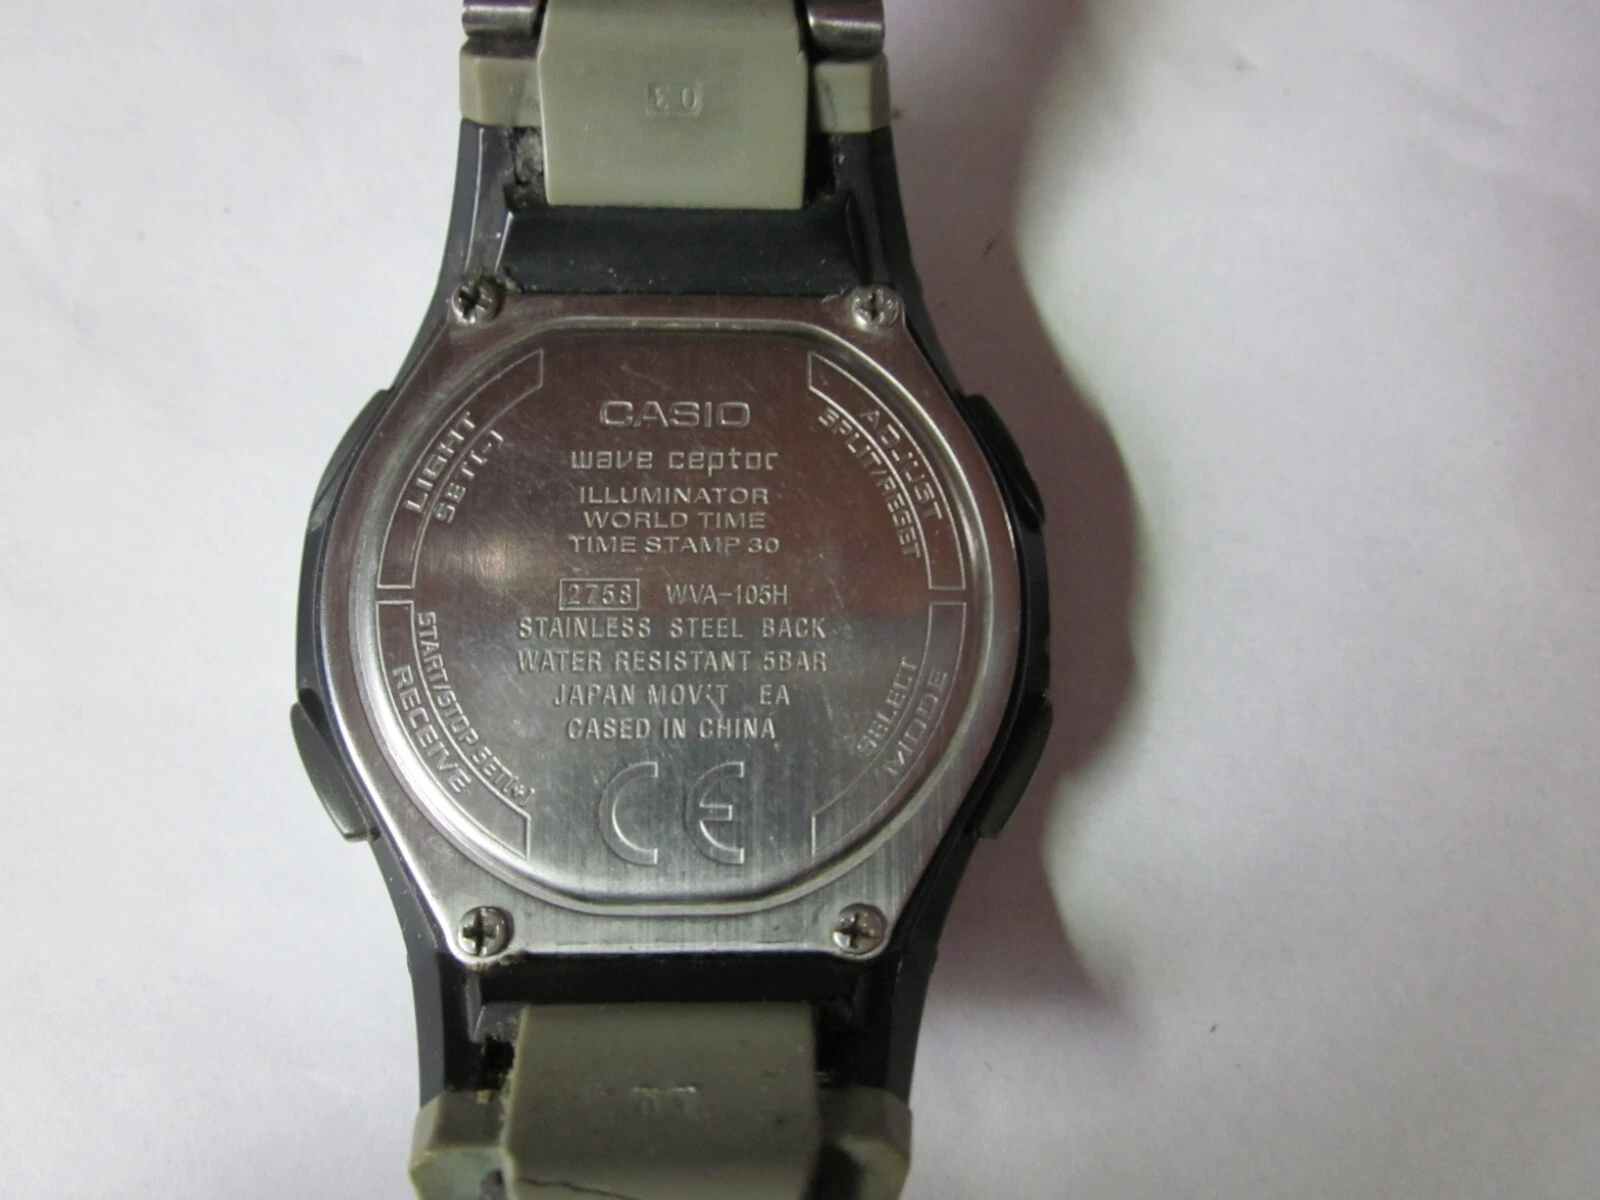 03
CASIO
wave ceptor
ILLUMINATOR
WORLD TIME
TIME STAMP 30
2758 WVA-105H
STAINLESS STEEL BACK
WATER RESISTANT 5BAR
JAPAN MOV'T EA
CASED IN CHINA
CE
LIGHT
SET(-)
ADJUST
SPLIT/RESET
START/STOP SET(+)
RECEIVE
SELECT
MODE